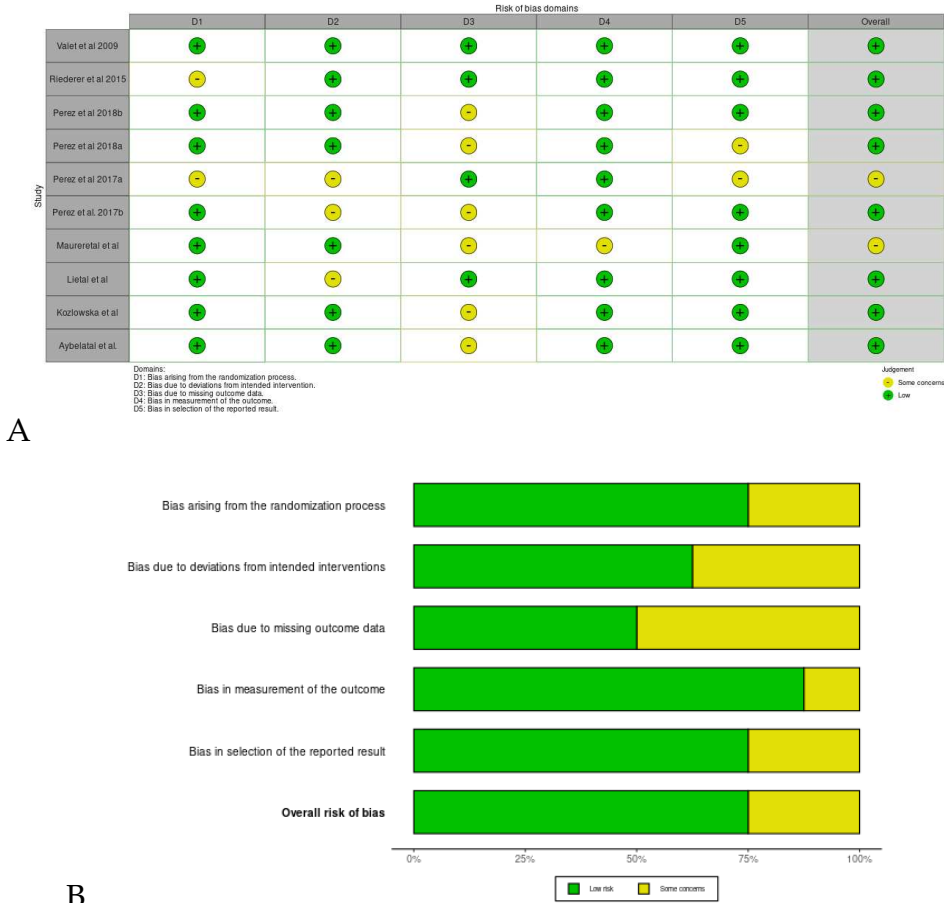 Risk of bias domains
D1 D2 D3 D4 D5 Overall
Study
Valet et al 2009
Riederer et al 2015
Perez et al 2018b
Perez et al 2018a
Perez et al 2017a
Perez et al. 2017b
Maureretal et al
Lietal et al
Kozlowska et al
Aybelatal et al.
Domains:
D1: Bias arising from the randomization process.
D2: Bias due to deviations from intended intervention.
D3: Bias due to missing outcome data.
D4: Bias in measurement of the outcome.
D5: Bias in selection of the reported result.
Judgement
Some concerns
Low
A
Bias arising from the randomization process
Bias due to deviations from intended interventions
Bias due to missing outcome data
Bias in measurement of the outcome
Bias in selection of the reported result
Overall risk of bias
0% 25% 50% 75% 100%
Low risk Some concerns
B